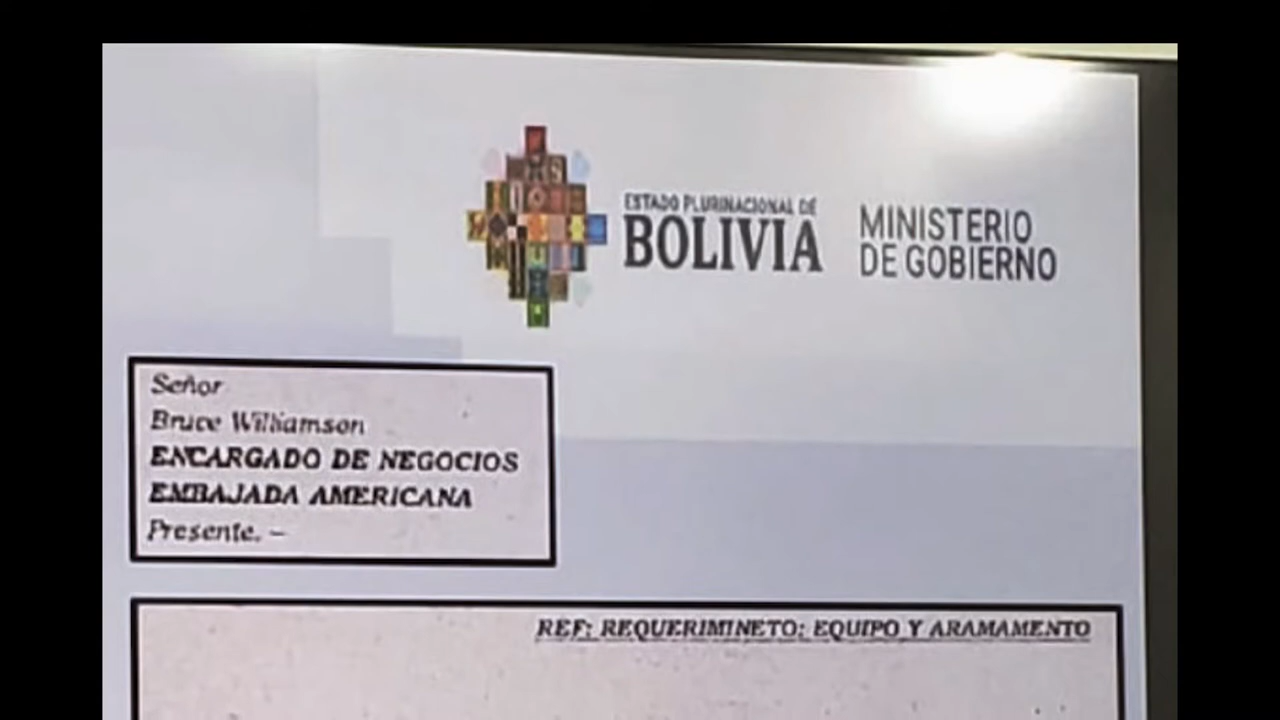 ESTADO PLURINACIONAL DE
BOLIVIA
MINISTERIO
DE GOBIERNO
Señor
Bruce Williamson
ENCARGADO DE NEGOCIOS
EMBAJADA AMERICANA
Presente. –
REF: REQUERIMINETO: EQUIPO Y ARAMAMENTO